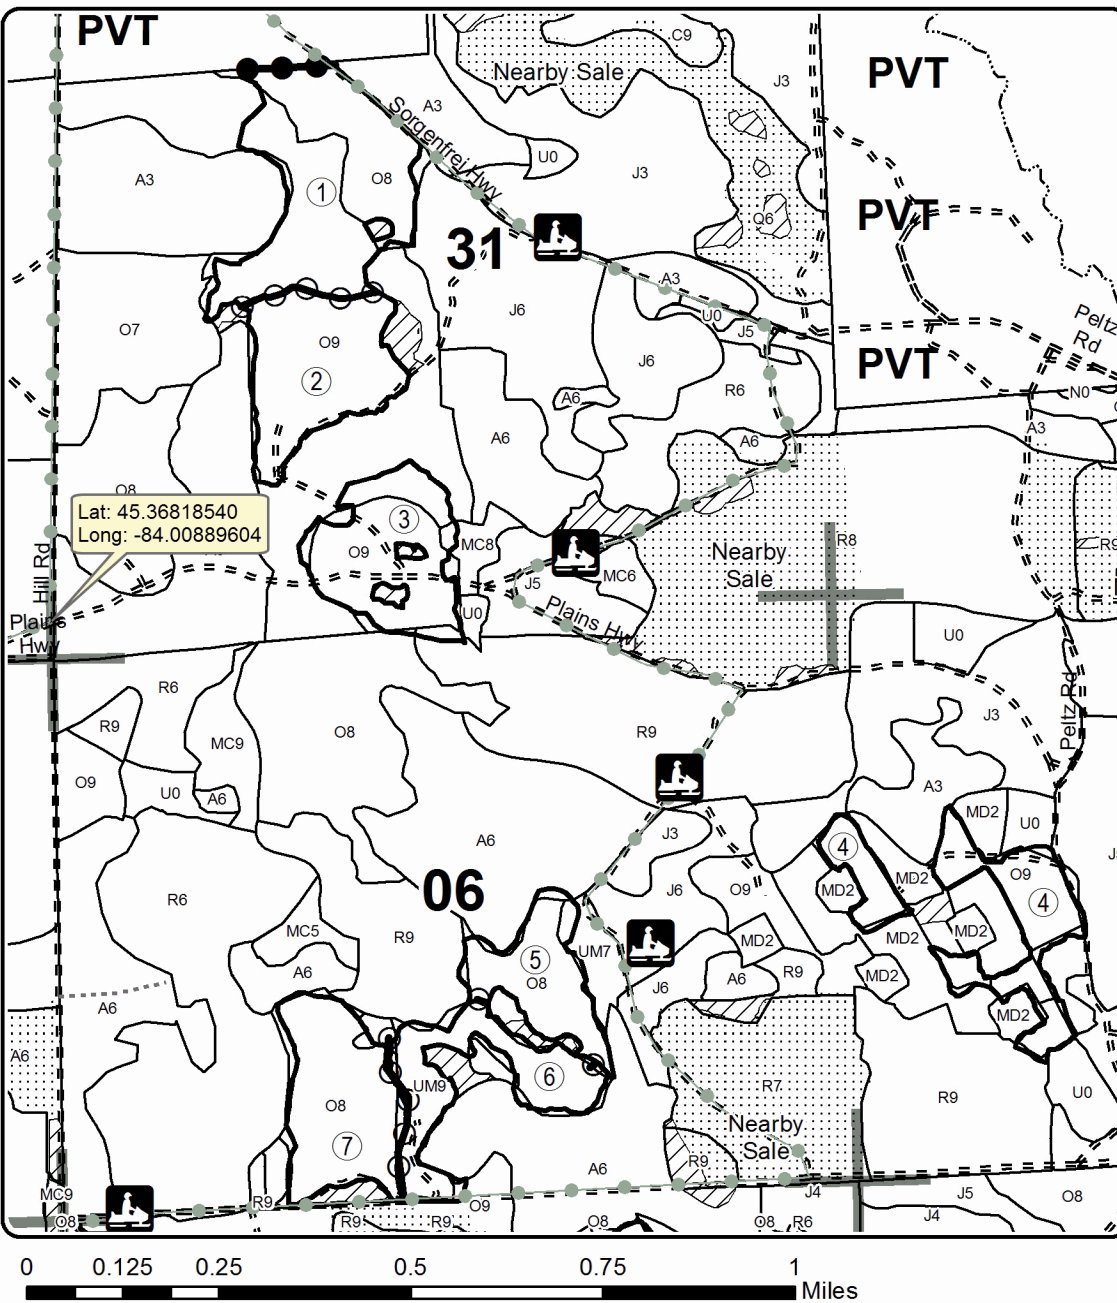 PVT
C9
Nearby Sale
J3
PVT
A3
Sorgenfrei Hwy
U0
A3
1
O8
J3
Q6
PVT
31
A3
J6
U0
J5
Peltz
Rd
O7
O9
J6
PVT
2
R6
N0
A6
A3
A6
A6
O8
Lat: 45.36818540
Long: -84.00889604
3
O9
MC8
Nearby
Sale
R8
R9
Hill Rd
J5
MC6
U0
Plains Hwy
Plains
Hwy
U0
R6
Peltz Rd
R9
O8
R9
J3
MC9
O9
U0
A6
A3
MD2
U0
A6
J3
4
06
J6
O9
MD2
MD2
O9
4
R6
R9
MC5
UM7
MD2
MD2
MD2
5
O8
A6
J6
A6
R9
MD2
A6
MD2
A6
6
UM9
R7
R9
U0
O8
7
Nearby
Sale
A6
R9
MC9
O8
R9
R9
R9
O9
O8
J4
O8
R6
J5
J4
O8
0
0.125
0.25
0.5
0.75
1
Miles